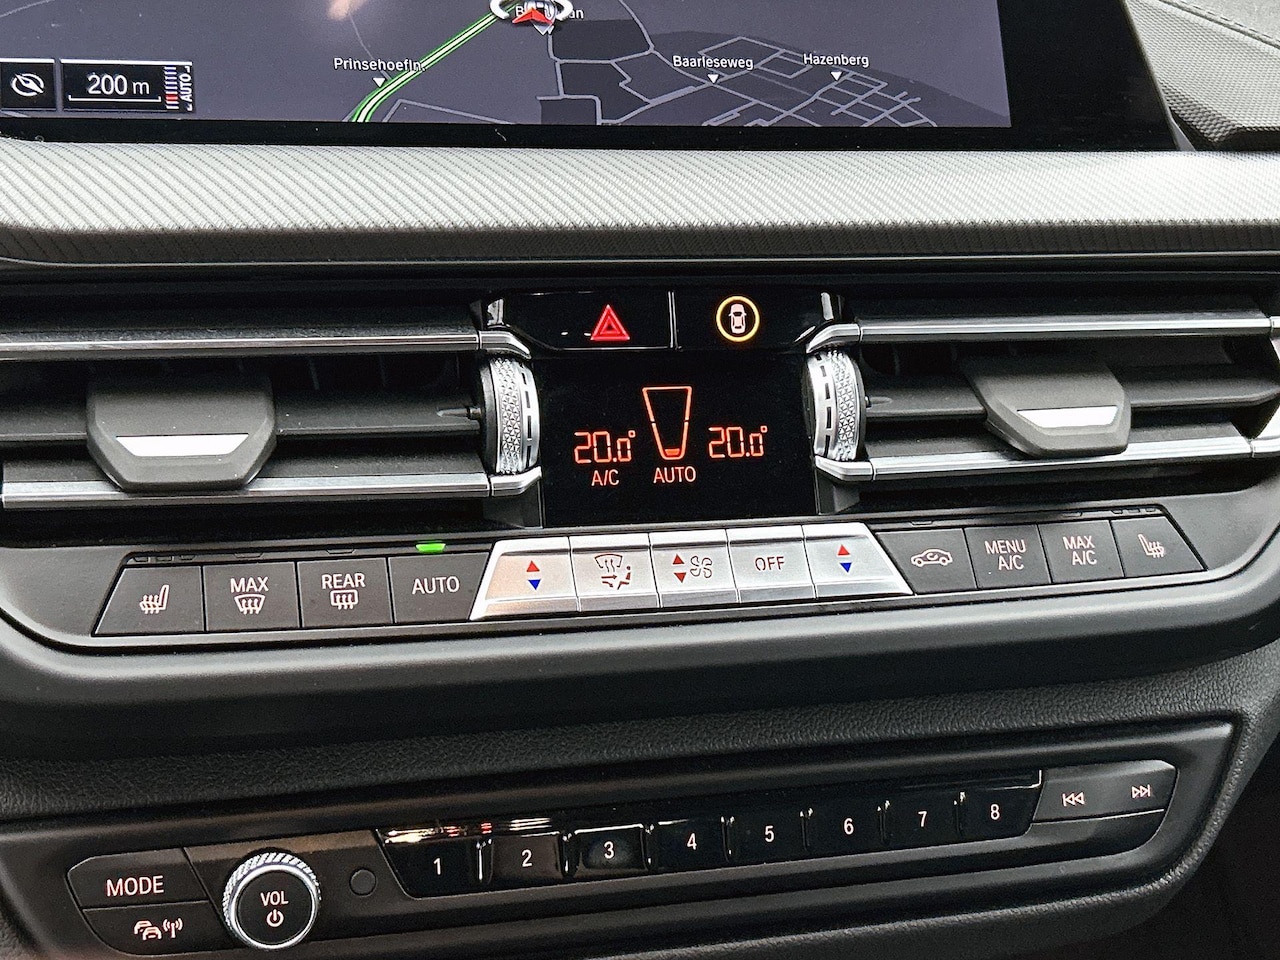 Prinsehoefln.
Baarleseweg
Hazenberg
200 m
AUTO
20.0°
20.0°
A/C
AUTO
MAX
REAR
AUTO
OFF
MENU
A/C
MAX
A/C
MODE
VOL
1
2
3
4
5
6
7
8